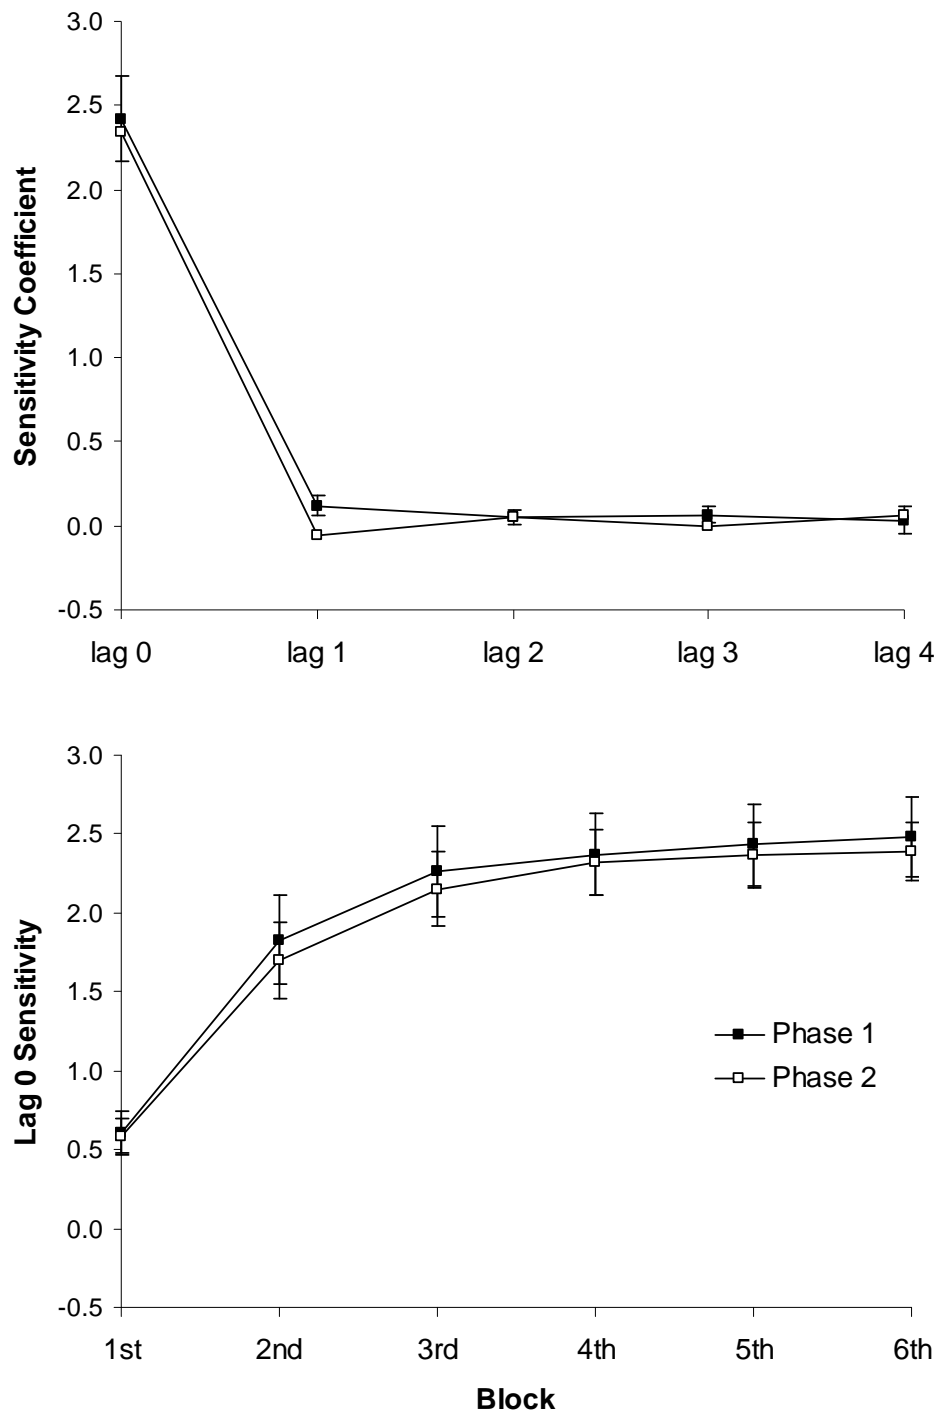 3.0
2.5
2.0
1.5
1.0
0.5
0.0
-0.5
Sensitivity Coefficient
lag 0 lag 1 lag 2 lag 3 lag 4
3.0
2.5
2.0
1.5
1.0
0.5
0.0
-0.5
Lag 0 Sensitivity
Phase 1
Phase 2
1st 2nd 3rd 4th 5th 6th
Block